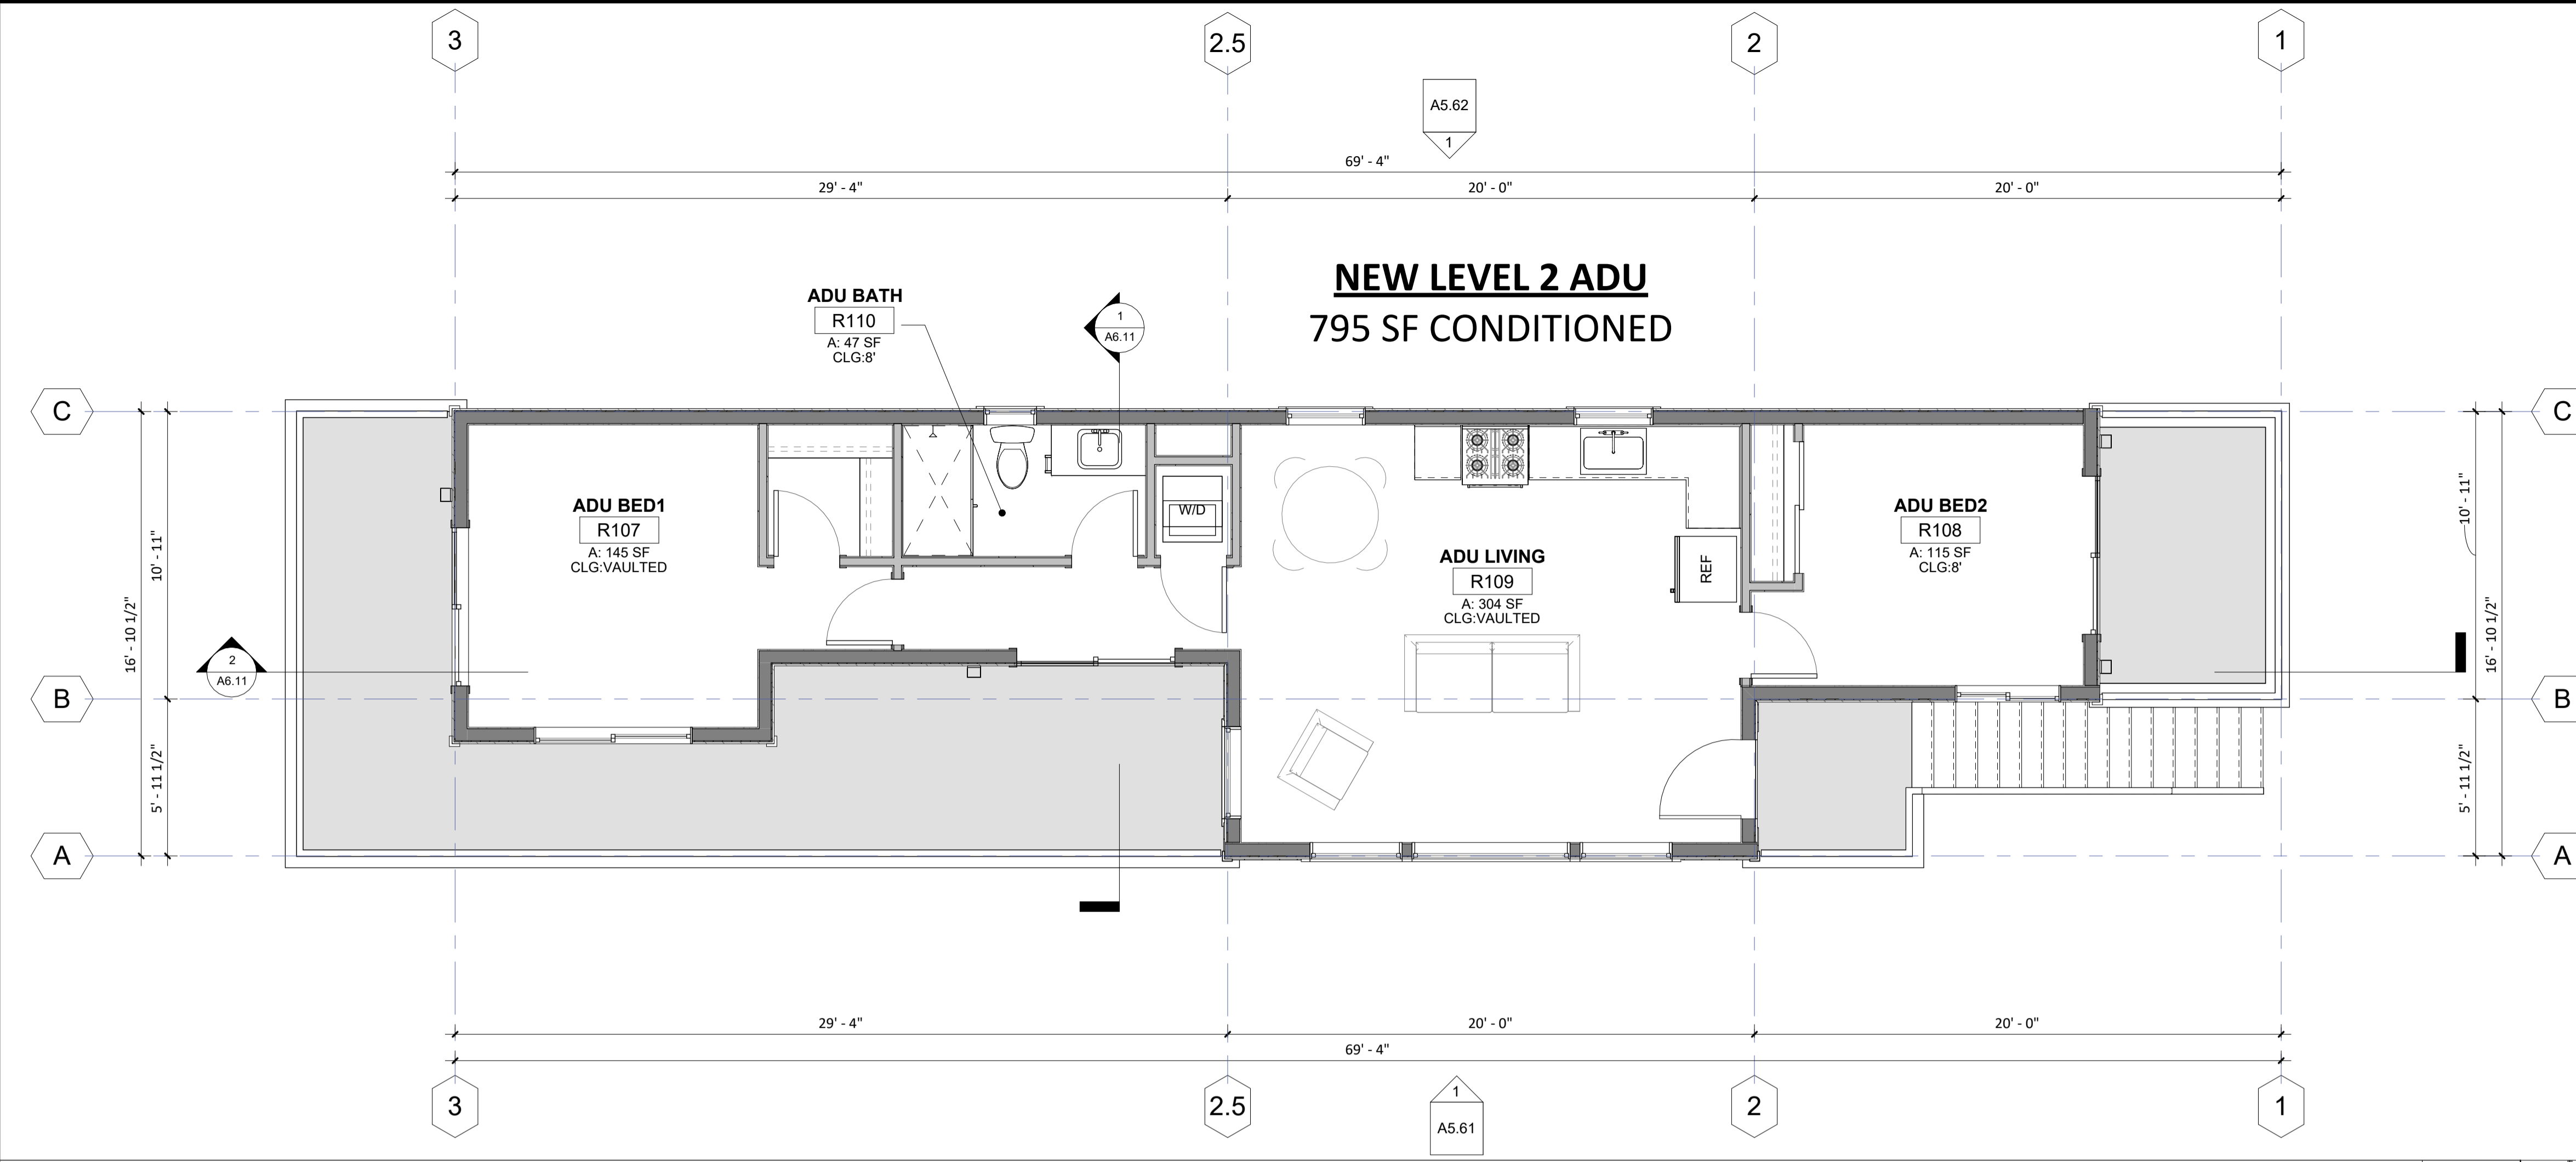 3
2.5
2
1
A5.62
1
69' - 4"
29' - 4"
20' - 0"
20' - 0"
NEW LEVEL 2 ADU
795 SF CONDITIONED
ADU BATH
R110
A: 47 SF
CLG:8'
1
A6.11
C
C
10' - 11"
16' - 10 1/2"
5' - 11 1/2"
10' - 11"
16' - 10 1/2"
5' - 11 1/2"
ADU BED1
R107
A: 145 SF
CLG:VAULTED
W/D
ADU LIVING
R109
A: 304 SF
CLG:VAULTED
REF
ADU BED2
R108
A: 115 SF
CLG:8'
2
A6.11
B
B
A
A
29' - 4"
20' - 0"
20' - 0"
69' - 4"
3
2.5
1
A5.61
2
1